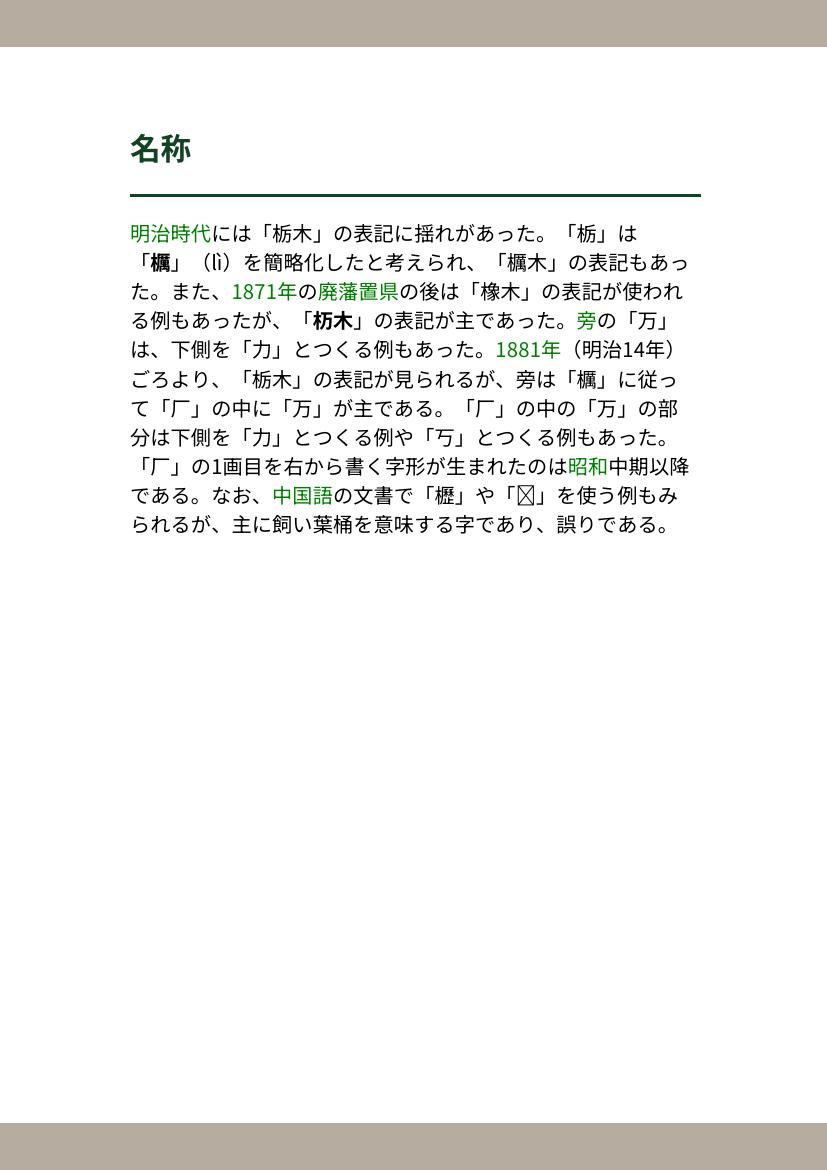 名称
明治時代には「栃木」の表記に揺れがあった。「栃」は
「櫔」（lì）を簡略化したと考えられ、「櫔木」の表記もあっ
た。また、1871年の廃藩置県の後は「橡木」の表記が使われ
る例もあったが、「杤木」の表記が主であった。旁の「万」
は、下側を「力」とつくる例もあった。1881年（明治14年）
ごろより、「栃木」の表記が見られるが、旁は「櫔」に従っ
て「厂」の中に「万」が主である。「厂」の中の「万」の部
分は下側を「力」とつくる例や「丂」とつくる例もあった。
「厂」の1画目を右から書く字形が生まれたのは昭和中期以降
である。なお、中国語の文書で「櫪」や「」を使う例もみ
られるが、主に飼い葉桶を意味する字であり、誤りである。